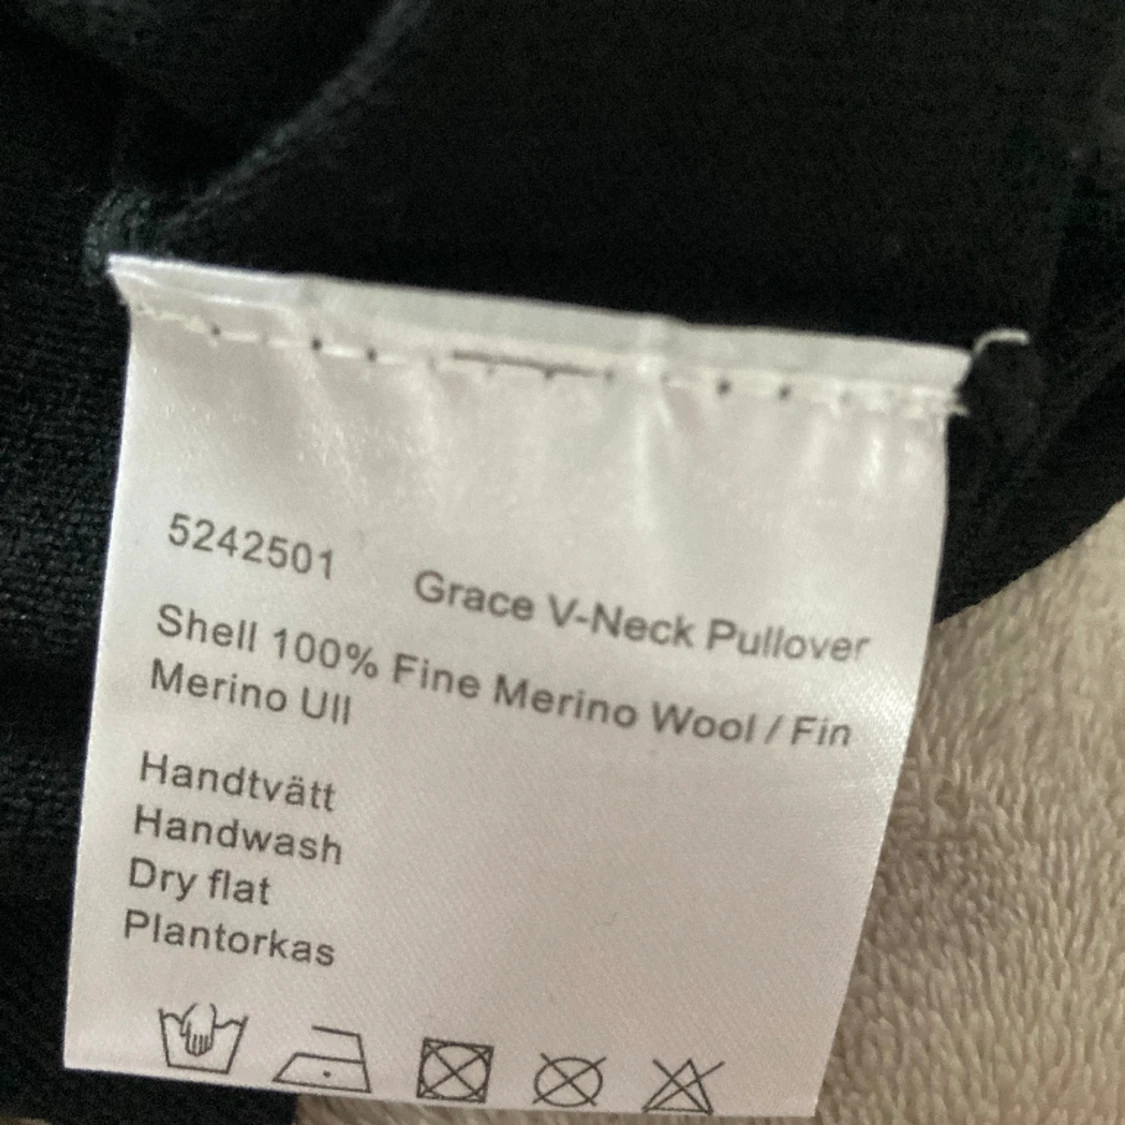 5242501 Grace V-Neck Pullover
Shell 100% Fine Merino Wool / Fin
Merino Ull
Handtvätt
Handwash
Dry flat
Plantorkas